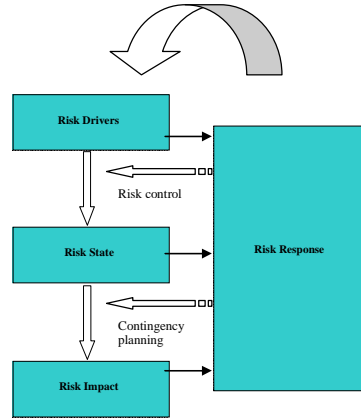 Risk Drivers
Risk control
Risk State
Risk Response
Contingency
planning
Risk Impact